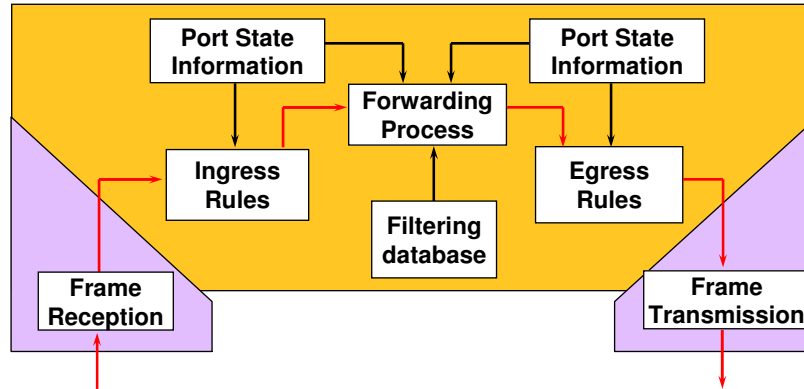 Port State
Information
Port State
Information
Forwarding
Process
Ingress
Rules
Egress
Rules
Filtering
database
Frame
Reception
Frame
Transmission